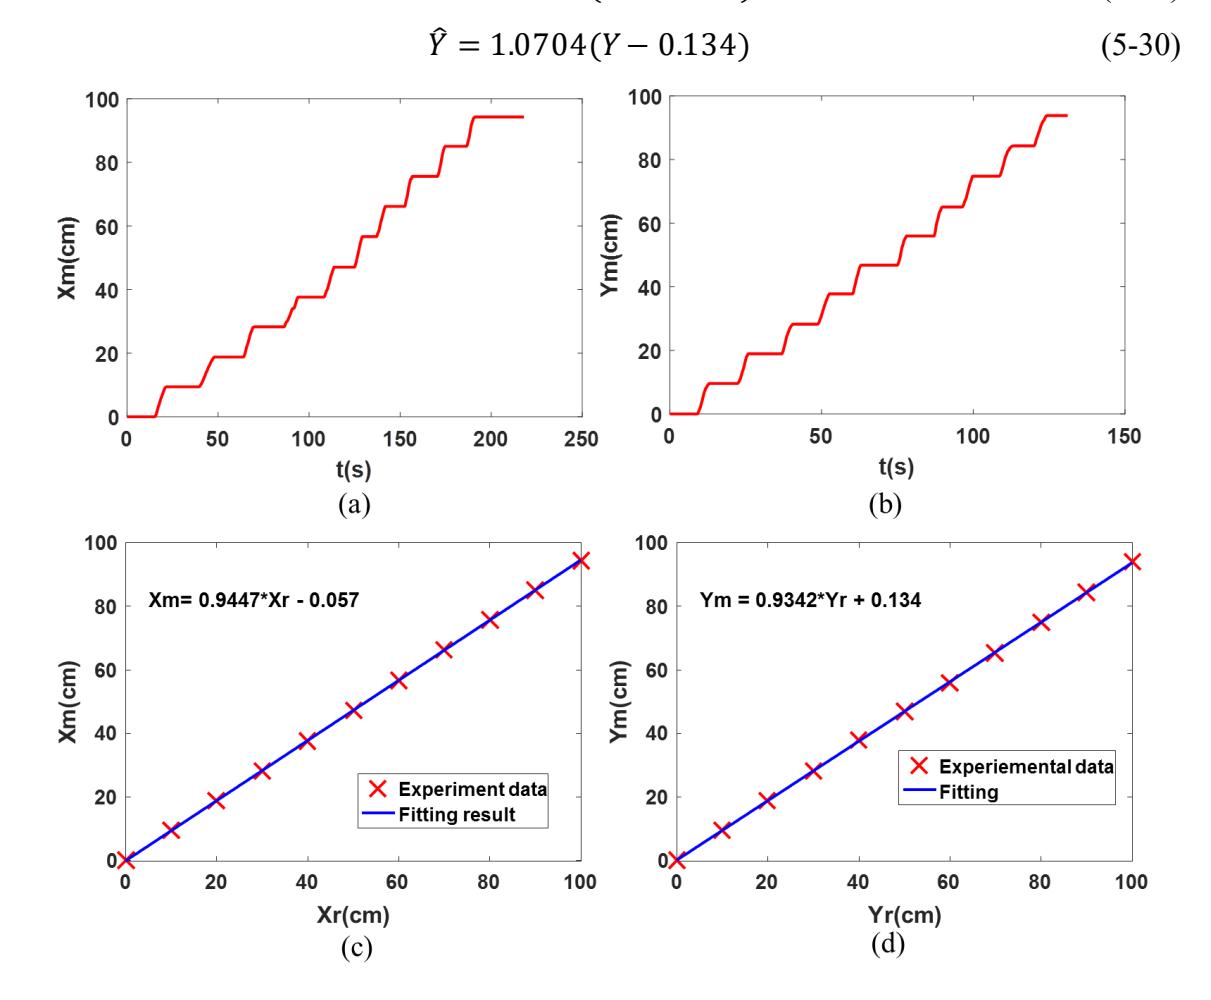 Ŷ = 1.0704(Y − 0.134) (5-30)
100
80
60
40
20
0
Xm(cm)
0 50 100 150 200 250
t(s)
(a)
100
80
60
40
20
0
Ym(cm)
0 50 100 150
t(s)
(b)
100
80
60
40
20
0
Xm(cm)
Xm= 0.9447*Xr - 0.057
Experiment data
Fitting result
0 20 40 60 80 100
Xr(cm)
(c)
100
80
60
40
20
0
Ym(cm)
Ym = 0.9342*Yr + 0.134
Experiemental data
Fitting
0 20 40 60 80 100
Yr(cm)
(d)